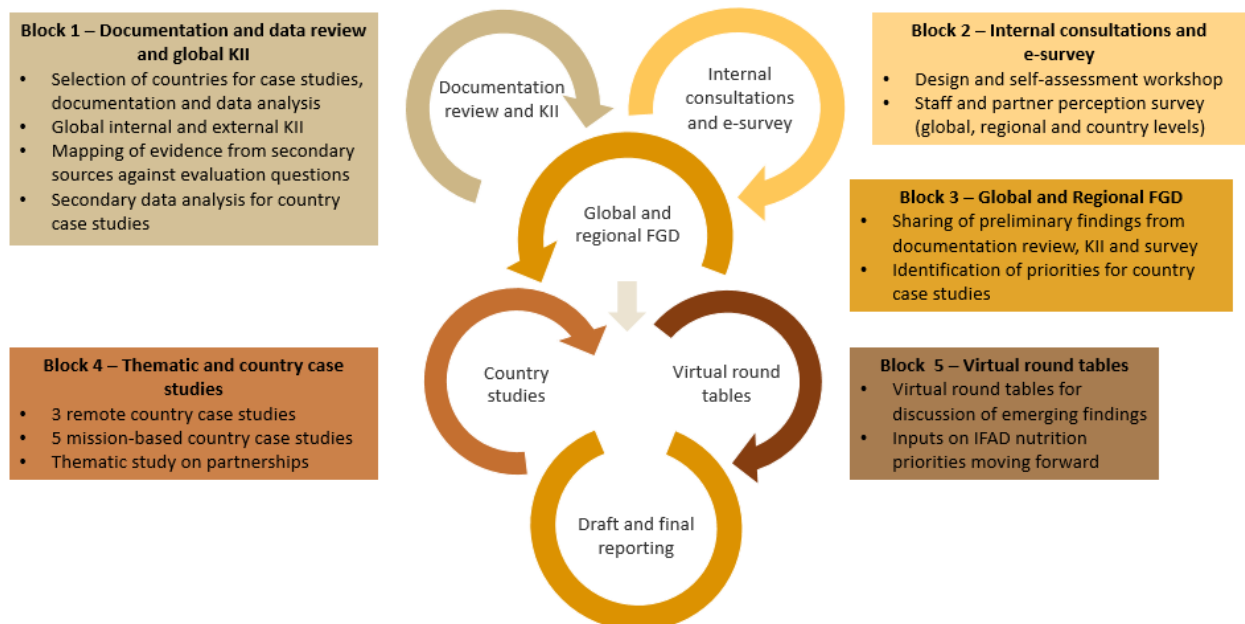 Block 1 – Documentation and data review
and global KII
• Selection of countries for case studies,
documentation and data analysis
• Global internal and external KII
• Mapping of evidence from secondary
sources against evaluation questions
• Secondary data analysis for country
case studies
Documentation
review and KII
Internal
consultations
and e-survey
Block 2 – Internal consultations and
e-survey
• Design and self-assessment workshop
• Staff and partner perception survey
(global, regional and country levels)
Global and
regional FGD
Block 3 – Global and Regional FGD
• Sharing of preliminary findings from
documentation review, KII and survey
• Identification of priorities for country
case studies
Block 4 – Thematic and country case
studies
• 3 remote country case studies
• 5 mission-based country case studies
• Thematic study on partnerships
Country
studies
Virtual round
tables
Block 5 – Virtual round tables
• Virtual round tables for
discussion of emerging findings
• Inputs on IFAD nutrition
priorities moving forward
Draft and final
reporting